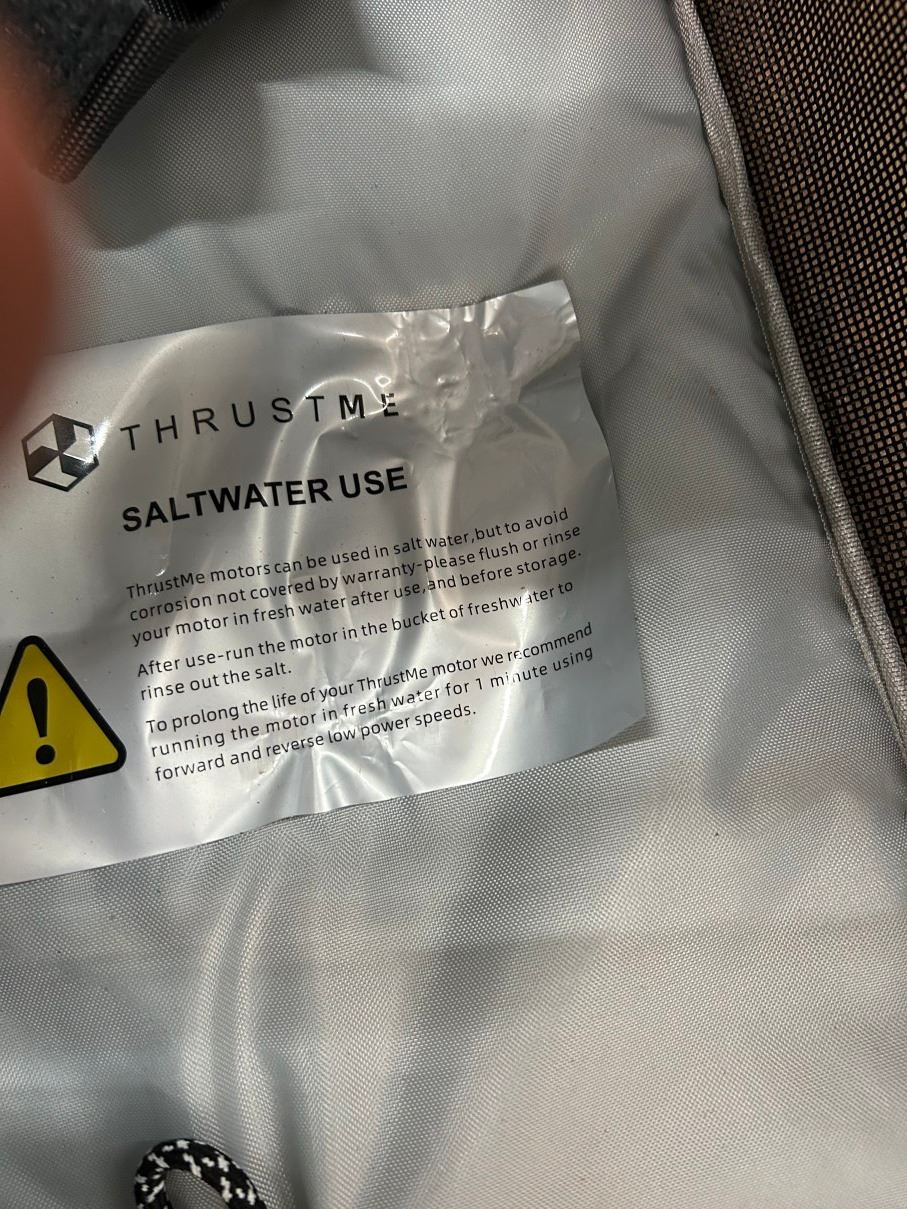 THRUSTME
SALTWATER USE
ThrustMe motors can be used in salt water,but to avoid
corrosion not covered by warranty-please flush or rinse
your motor in fresh water after use,and before storage.
After use-run the motor in the bucket of freshwater to
rinse out the salt.
To prolong the life of your ThrustMe motor we recommend
running the motor in fresh water for 1 minute using
forward and reverse low power speeds.